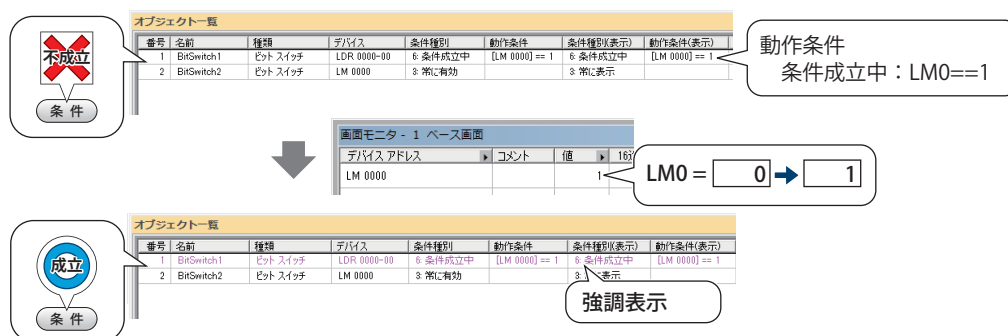 オブジェクト一覧
番号 名前 種類 デバイス 条件種別 動作条件 条件種別(表示) 動作条件(表示)
1 BitSwitch1 ビット スイッチ LDR 0000-00 6: 条件成立中 [LM 0000] == 1 6: 条件成立中 [LM 0000] == 1
2 BitSwitch2 ビット スイッチ LM 0000 3: 常に有効 3: 常に表示
不成立
条 件
動作条件
条件成立中：LM0==1
画面モニタ - 1 ベース画面
デバイス アドレス コメント 値
LM 0000 1
LM0 = 0 1
オブジェクト一覧
番号 名前 種類 デバイス 条件種別 動作条件 条件種別(表示) 動作条件(表示)
1 BitSwitch1 ビット スイッチ LDR 0000-00 6: 条件成立中 [LM 0000] == 1 6: 条件成立中 [LM 0000] == 1
2 BitSwitch2 ビット スイッチ LM 0000 3: 常に有効 3: 表示
成立
条 件
強調表示